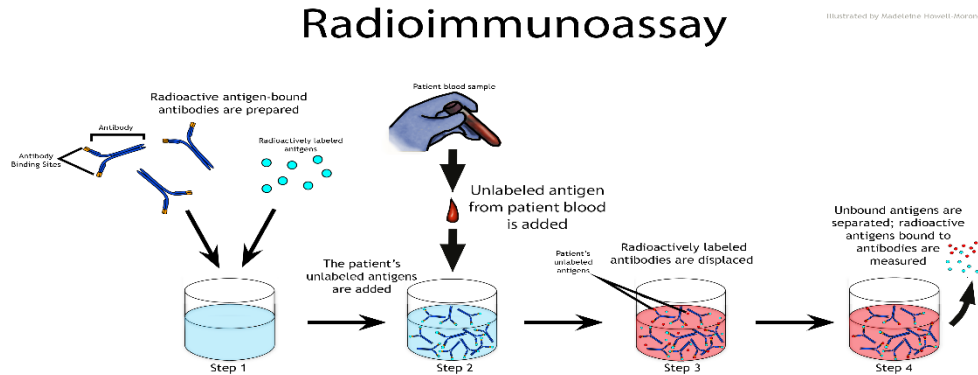 Radioimmunoassay
Illustrated by Madeleine Howell-Moroney
Radioactive antigen-bound
antibodies are prepared
Antibody
Antibody
Binding Sites
Radioactively labeled
antigens
Patient blood sample
Unlabeled antigen
from patient blood
is added
The patient's
unlabeled antigens
are added
Patient's
unlabeled antigens
Radioactively labeled
antibodies are displaced
Unbound antigens are
separated; radioactive
antigens bound to
antibodies are
measured
Step 1
Step 2
Step 3
Step 4